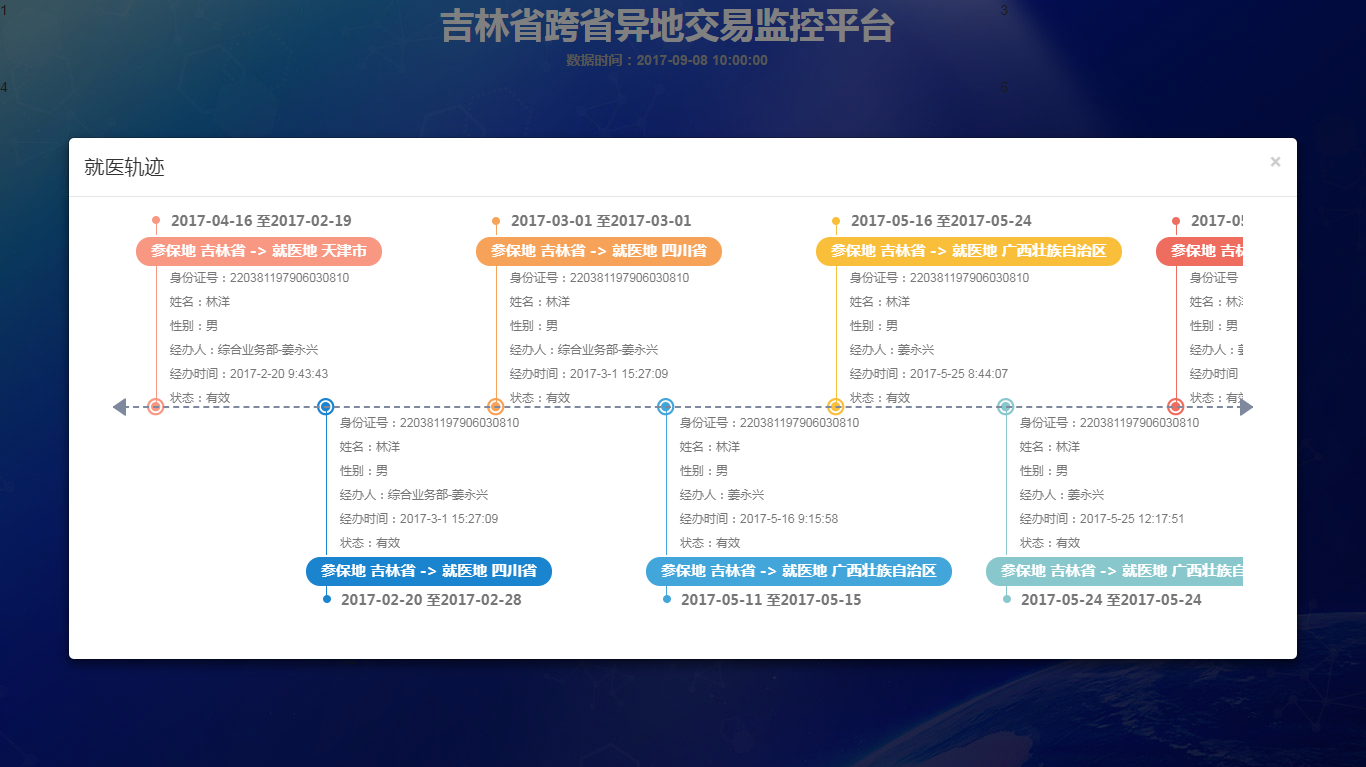 1
吉林省跨省异地交易监控平台
3
数据时间：2017-09-08 10:00:00
4
6
就医轨迹
×
2017-04-16 至2017-02-19
参保地 吉林省 -> 就医地 天津市
身份证号：220381197906030810
姓名：林洋
性别：男
经办人：综合业务部-姜永兴
经办时间：2017-2-20 9:43:43
状态：有效
2017-03-01 至2017-03-01
参保地 吉林省 -> 就医地 四川省
身份证号：220381197906030810
姓名：林洋
性别：男
经办人：综合业务部-姜永兴
经办时间：2017-3-1 15:27:09
状态：有效
2017-05-16 至2017-05-24
参保地 吉林省 -> 就医地 广西壮族自治区
身份证号：220381197906030810
姓名：林洋
性别：男
经办人：姜永兴
经办时间：2017-5-25 8:44:07
状态：有效
2017-0
参保地 吉林
身份证号
姓名：林
性别：男
经办人：
经办时间
状态：有
身份证号：220381197906030810
姓名：林洋
性别：男
经办人：综合业务部-姜永兴
经办时间：2017-3-1 15:27:09
状态：有效
参保地 吉林省 -> 就医地 四川省
2017-02-20 至2017-02-28
身份证号：220381197906030810
姓名：林洋
性别：男
经办人：姜永兴
经办时间：2017-5-16 9:15:58
状态：有效
参保地 吉林省 -> 就医地 广西壮族自治区
2017-05-11 至2017-05-15
身份证号：220381197906030810
姓名：林洋
性别：男
经办人：姜永兴
经办时间：2017-5-25 12:17:51
状态：有效
参保地 吉林省 -> 就医地 广西壮族自
2017-05-24 至2017-05-24